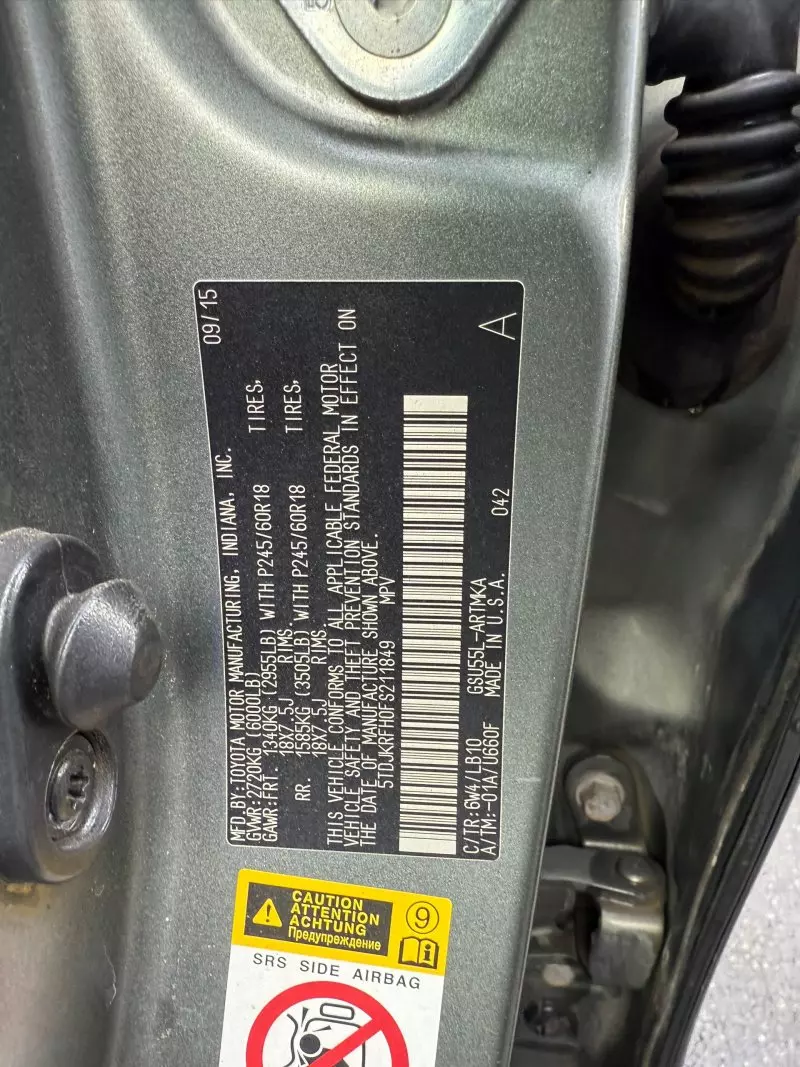 MFD.BY:TOYOTA MOTOR MANUFACTURING, INDIANA, INC. 09/15
GVWR:2720KG (6000LB)
GAWR:FRT. 1340KG (2955LB) WITH P245/60R18 TIRES,
18X7.5J RIMS.
RR. 1585KG (3505LB) WITH P245/60R18 TIRES,
18X7.5J RIMS.
THIS VEHICLE CONFORMS TO ALL APPLICABLE FEDERAL MOTOR
VEHICLE SAFETY AND THEFT PREVENTION STANDARDS IN EFFECT ON
THE DATE OF MANUFACTURE SHOWN ABOVE.
5TDJKRFH0FS211849 MPV
C/TR:6W4/LB10 GSU55L-ARTMKA 042
A/TM:-01A/U660F MADE IN U.S.A.
A
CAUTION
ATTENTION
ACHTUNG
Предупреждение
9
i
SRS SIDE AIRBAG